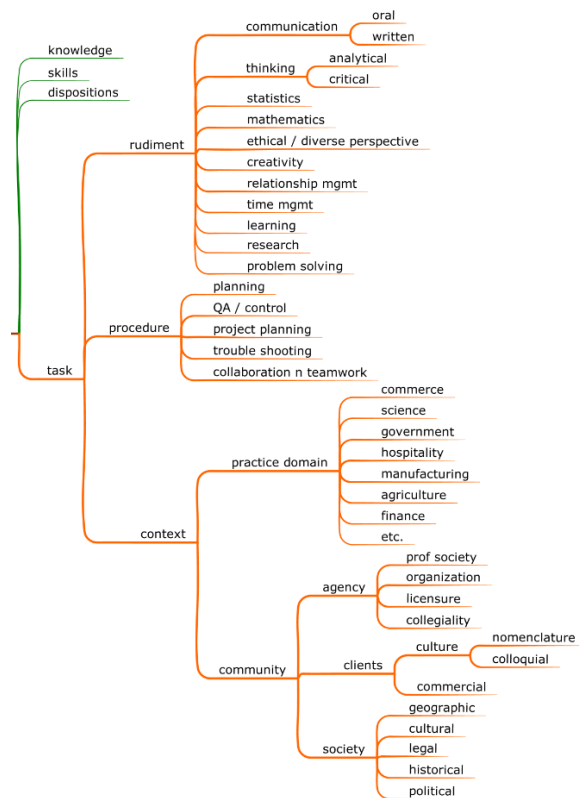 oral
communication
written
knowledge
analytical
skills
thinking
critical
dispositions
statistics
mathematics
rudiment
ethical / diverse perspective
creativity
relationship mgmt
time mgmt
learning
research
problem solving
planning
QA / control
procedure
project planning
trouble shooting
task
collaboration n teamwork
commerce
science
government
hospitality
practice domain
manufacturing
agriculture
finance
context
etc.
prof society
organization
agency
licensure
collegiality
nomenclature
culture
colloquial
community
clients
commercial
geographic
cultural
society
legal
historical
political